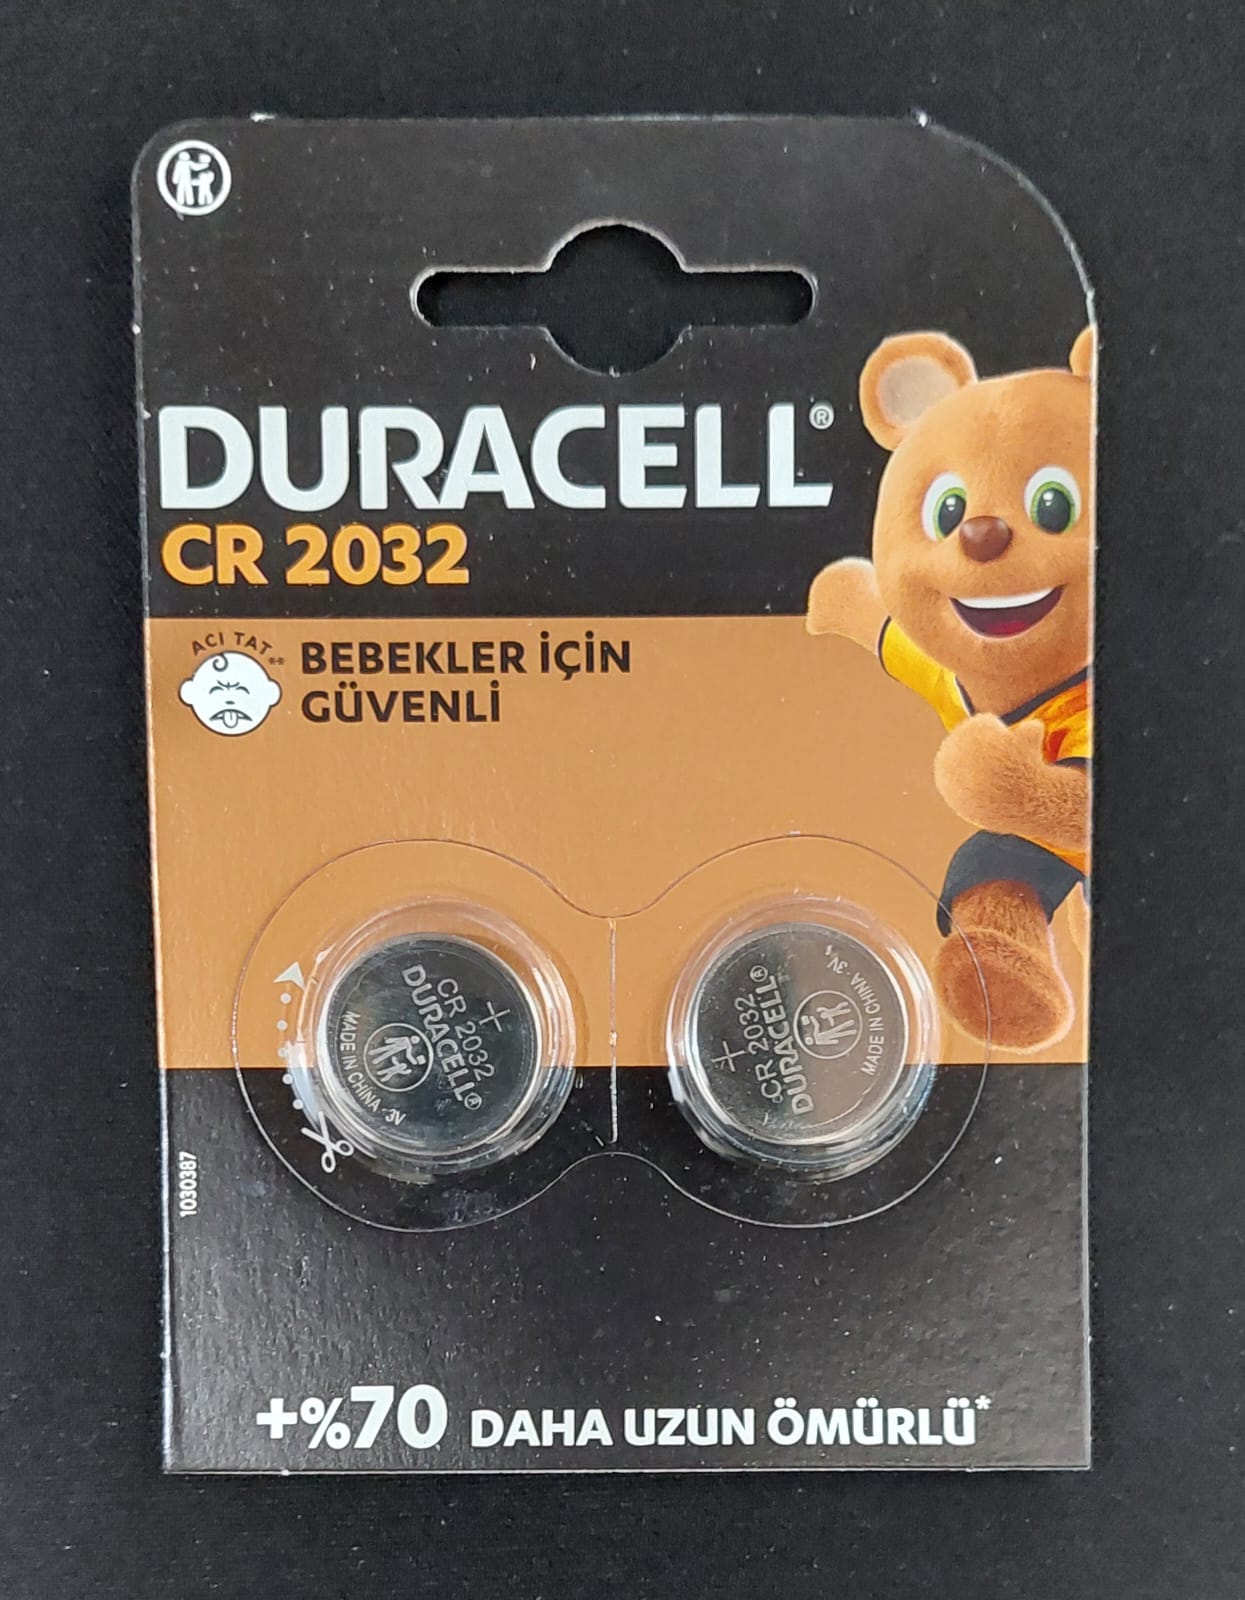 DURACELL®
CR 2032
ACI TAT**
BEBEKLER İÇİN
GÜVENLİ
+
CR 2032
DURACELL®
MADE IN CHINA · 3V
+
CR 2032
DURACELL®
MADE IN CHINA · 3V
1030387
+%70 DAHA UZUN ÖMÜRLÜ*